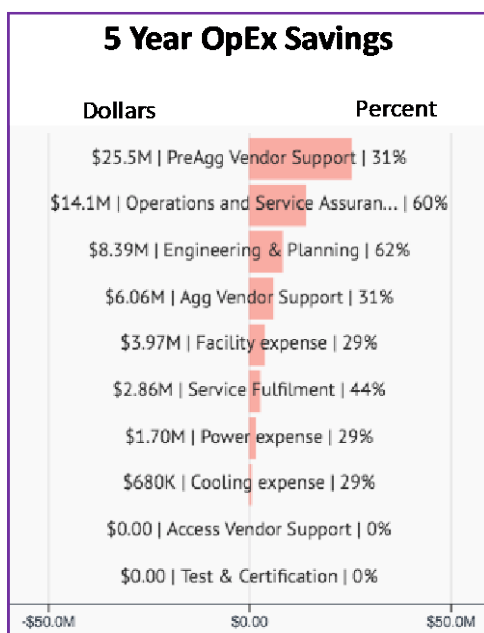 5 Year OpEx Savings
Dollars Percent
$25.5M | PreAgg Vendor Support | 31%
$14.1M | Operations and Service Assuran... | 60%
$8.39M | Engineering & Planning | 62%
$6.06M | Agg Vendor Support | 31%
$3.97M | Facility expense | 29%
$2.86M | Service Fulfilment | 44%
$1.70M | Power expense | 29%
$680K | Cooling expense | 29%
$0.00 | Access Vendor Support | 0%
$0.00 | Test & Certification | 0%
-$50.0M $0.00 $50.0M